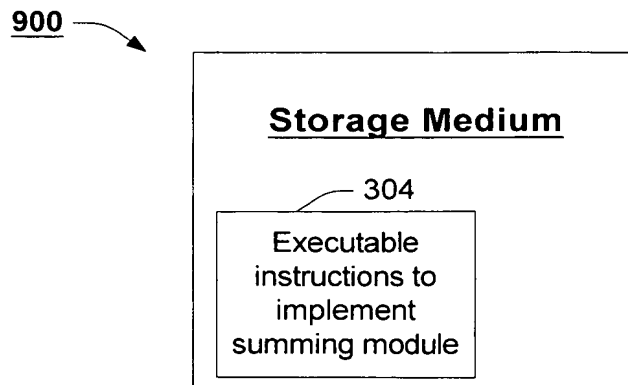 900
Storage Medium
304
Executable
instructions to
implement
summing module